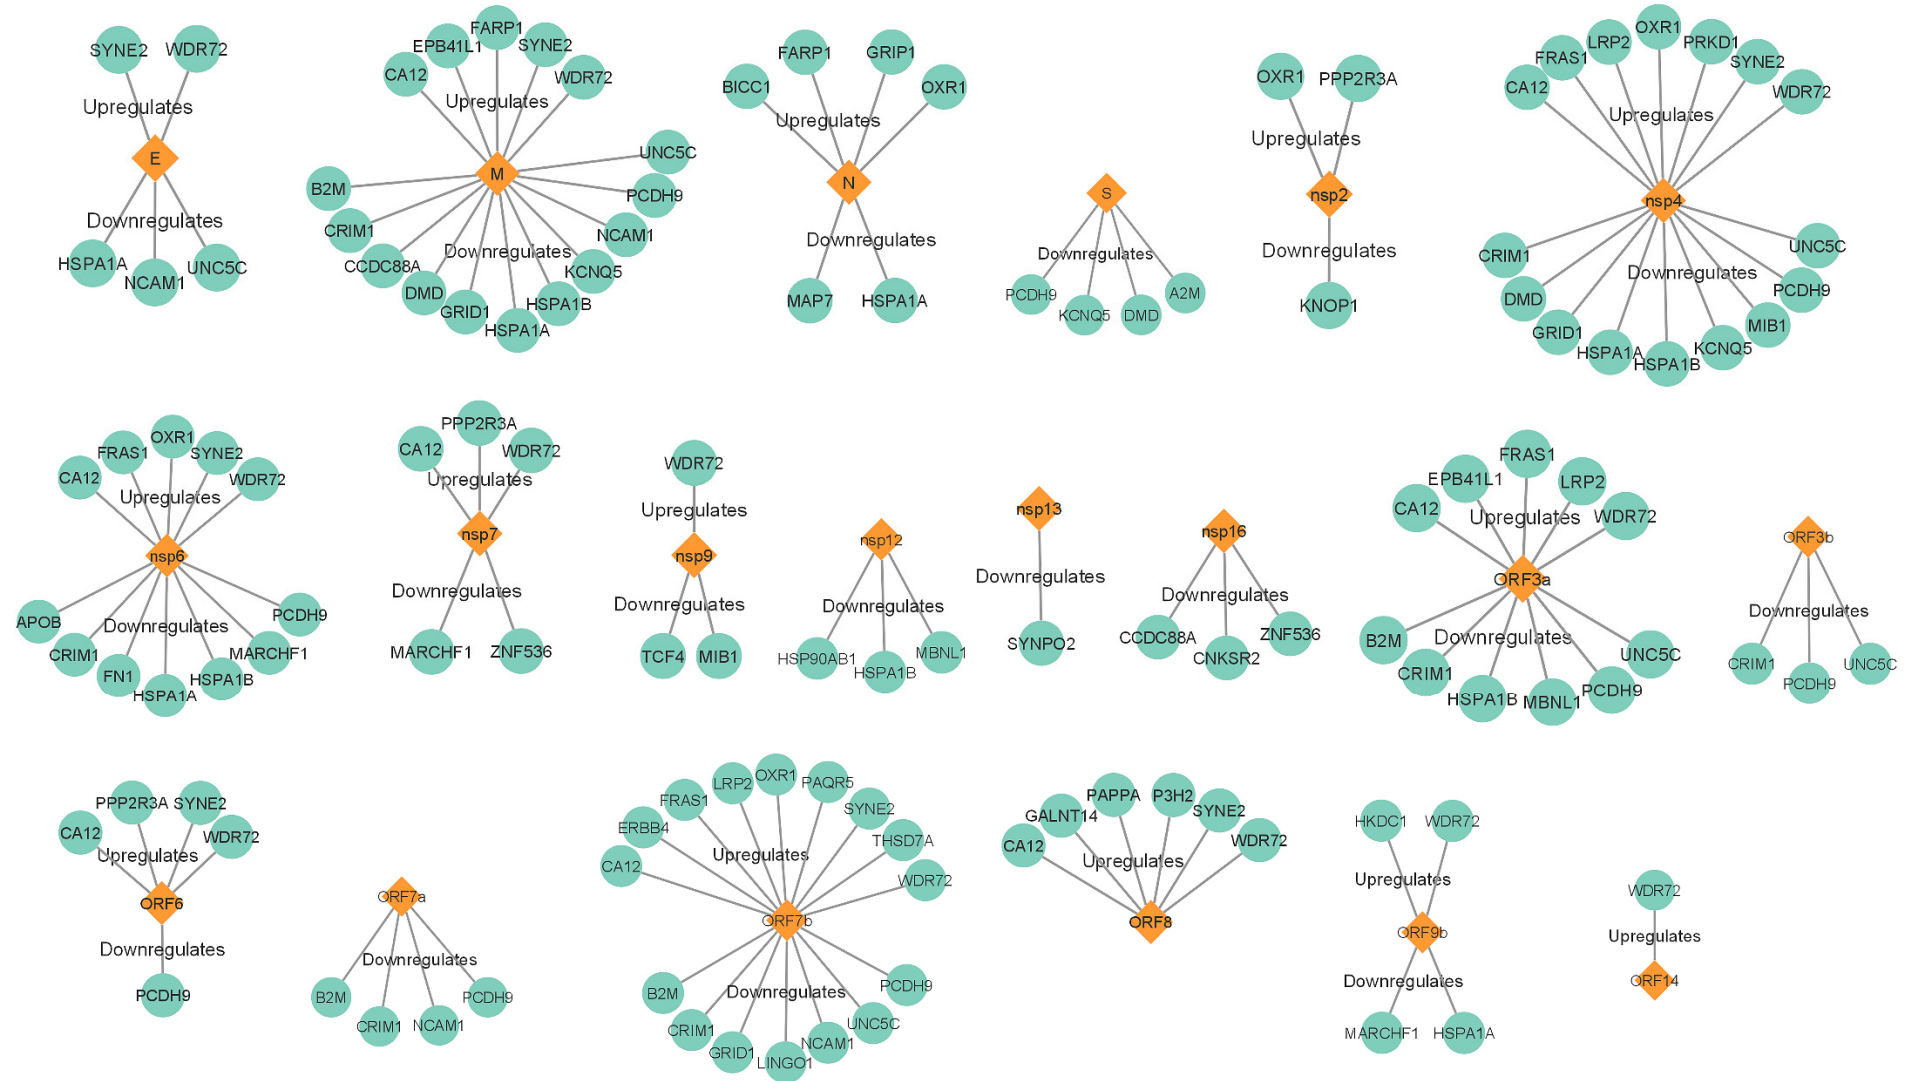 SYNE2
WDR72
Upregulates
E
Downregulates
HSPA1A
NCAM1
UNC5C
CA12
EPB41L1
FARP1
SYNE2
WDR72
Upregulates
M
UNC5C
B2M
PCDH9
CRIM1
NCAM1
Downregulates
CCDC88A
KCNQ5
DMD
HSPA1B
GRID1
HSPA1A
BICC1
FARP1
GRIP1
OXR1
Upregulates
N
Downregulates
MAP7
HSPA1A
S
Downregulates
PCDH9
KCNQ5
DMD
A2M
OXR1
PPP2R3A
Upregulates
nsp2
Downregulates
KNOP1
CA12
FRAS1
LRP2
OXR1
PRKD1
SYNE2
WDR72
Upregulates
nsp4
CRIM1
UNC5C
Downregulates
DMD
PCDH9
GRID1
MIB1
HSPA1A
HSPA1B
KCNQ5
CA12
FRAS1
OXR1
SYNE2
WDR72
Upregulates
nsp6
APOB
PCDH9
Downregulates
CRIM1
MARCHF1
FN1
HSPA1B
HSPA1A
CA12
PPP2R3A
WDR72
Upregulates
nsp7
Downregulates
MARCHF1
ZNF536
WDR72
Upregulates
nsp9
Downregulates
TCF4
MIB1
nsp12
Downregulates
HSP90AB1
HSPA1B
MBNL1
nsp13
Downregulates
SYNPO2
nsp16
Downregulates
CCDC88A
CNKSR2
ZNF536
CA12
EPB41L1
FRAS1
LRP2
WDR72
Upregulates
ORF3a
B2M
Downregulates
UNC5C
CRIM1
HSPA1B
MBNL1
PCDH9
ORF3b
Downregulates
CRIM1
PCDH9
UNC5C
CA12
PPP2R3A
SYNE2
WDR72
Upregulates
ORF6
Downregulates
PCDH9
ORF7a
Downregulates
B2M
CRIM1
NCAM1
PCDH9
CA12
ERBB4
FRAS1
LRP2
OXR1
PAQR5
SYNE2
THSD7A
WDR72
Upregulates
ORF7b
B2M
Downregulates
PCDH9
CRIM1
UNC5C
GRID1
LINGO1
NCAM1
CA12
GALNT14
PAPPA
P3H2
SYNE2
WDR72
Upregulates
ORF8
HKDC1
WDR72
Upregulates
ORF9b
Downregulates
MARCHF1
HSPA1A
WDR72
Upregulates
ORF14